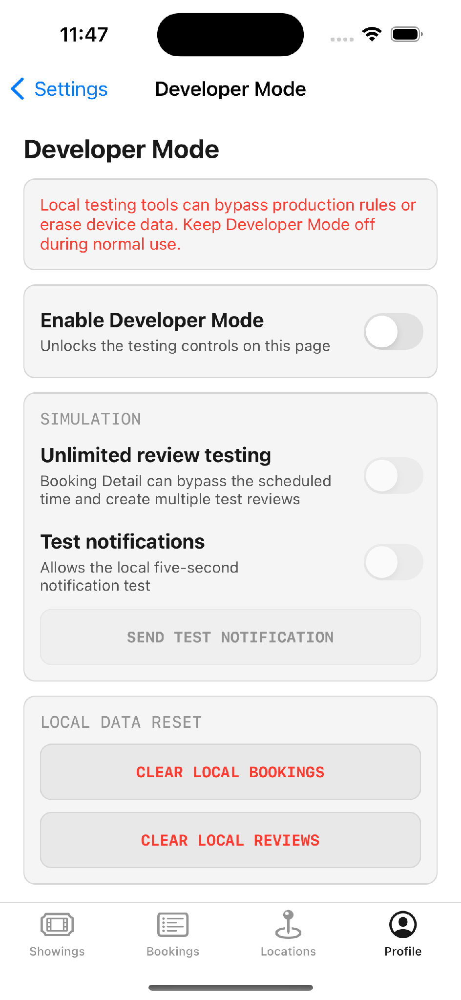 11:47
Settings
Developer Mode
Developer Mode
Local testing tools can bypass production rules or
erase device data. Keep Developer Mode off
during normal use.
Enable Developer Mode
Unlocks the testing controls on this page
SIMULATION
Unlimited review testing
Booking Detail can bypass the scheduled
time and create multiple test reviews
Test notifications
Allows the local five-second
notification test
SEND TEST NOTIFICATION
LOCAL DATA RESET
CLEAR LOCAL BOOKINGS
CLEAR LOCAL REVIEWS
Showings
Bookings
Locations
Profile